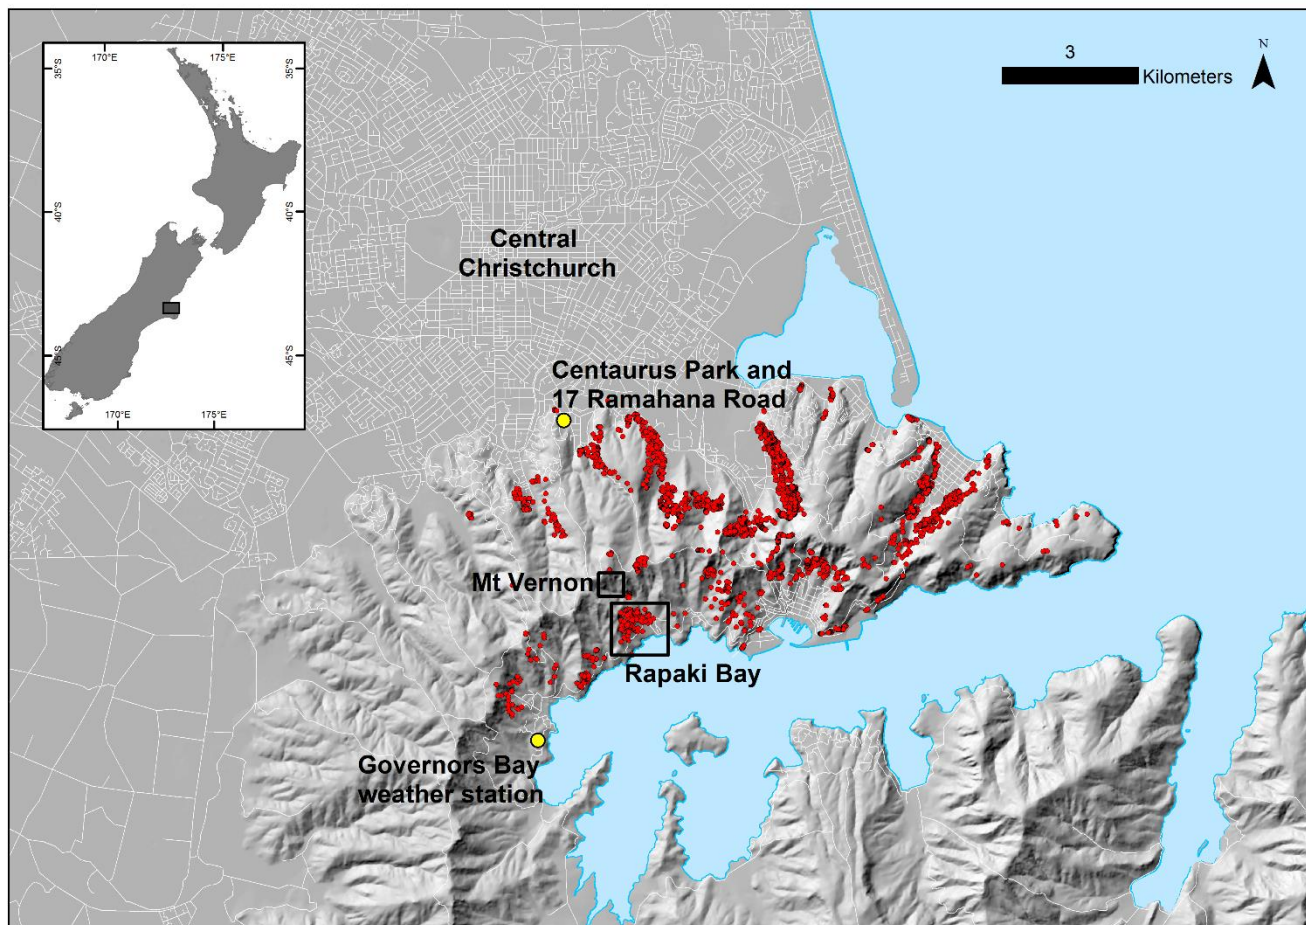 170°E
175°E
35°S
35°S
40°S
40°S
45°S
45°S
170°E
175°E
3
Kilometers
N
Central
Christchurch
Centaurus Park and
17 Ramahana Road
Mt Vernon
Rapaki Bay
Governors Bay
weather station